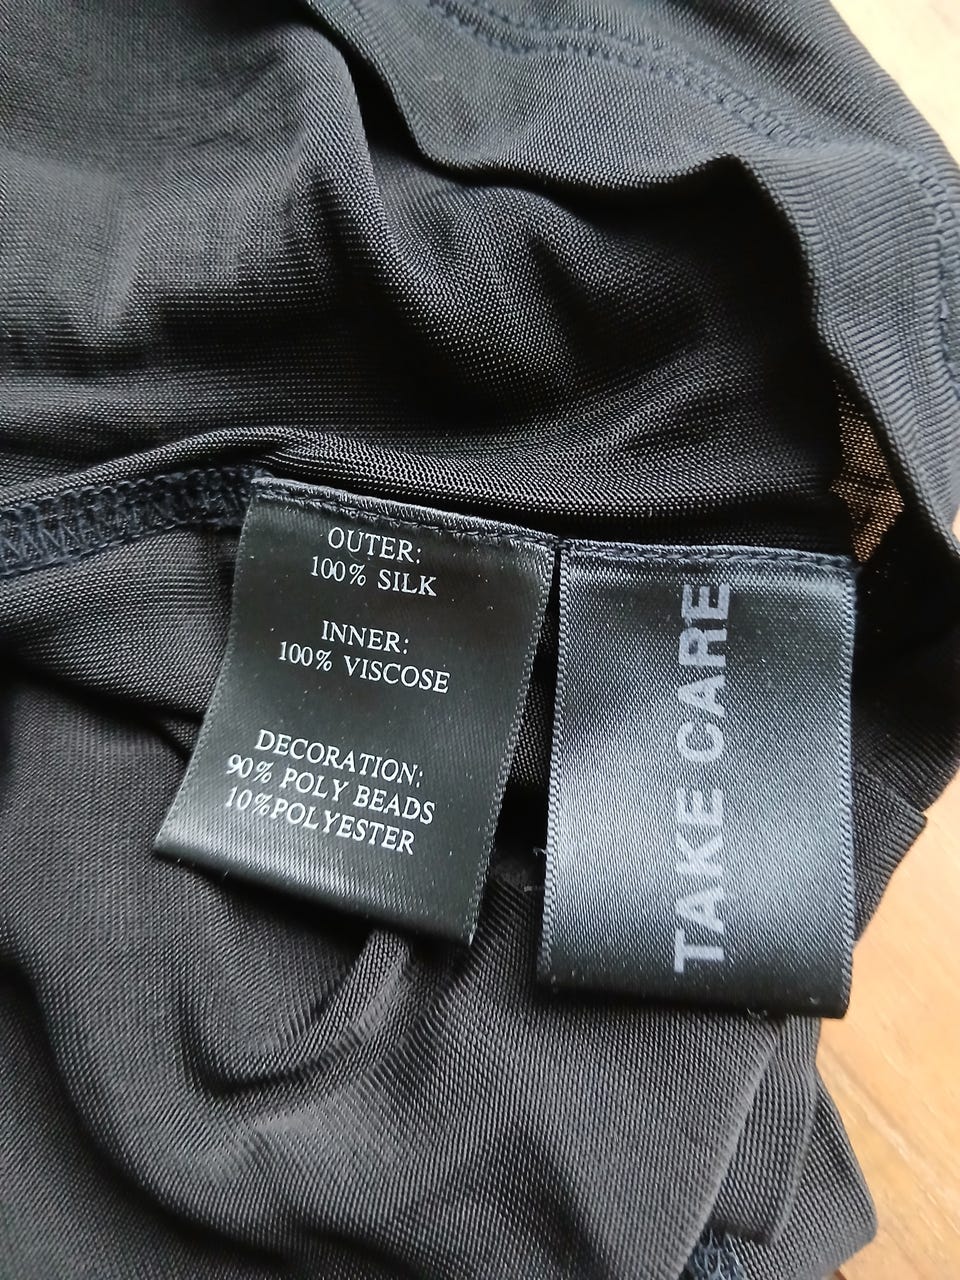 OUTER:
100% SILK
INNER:
100% VISCOSE
DECORATION:
90% POLY BEADS
10%POLYESTER
TAKE CARE